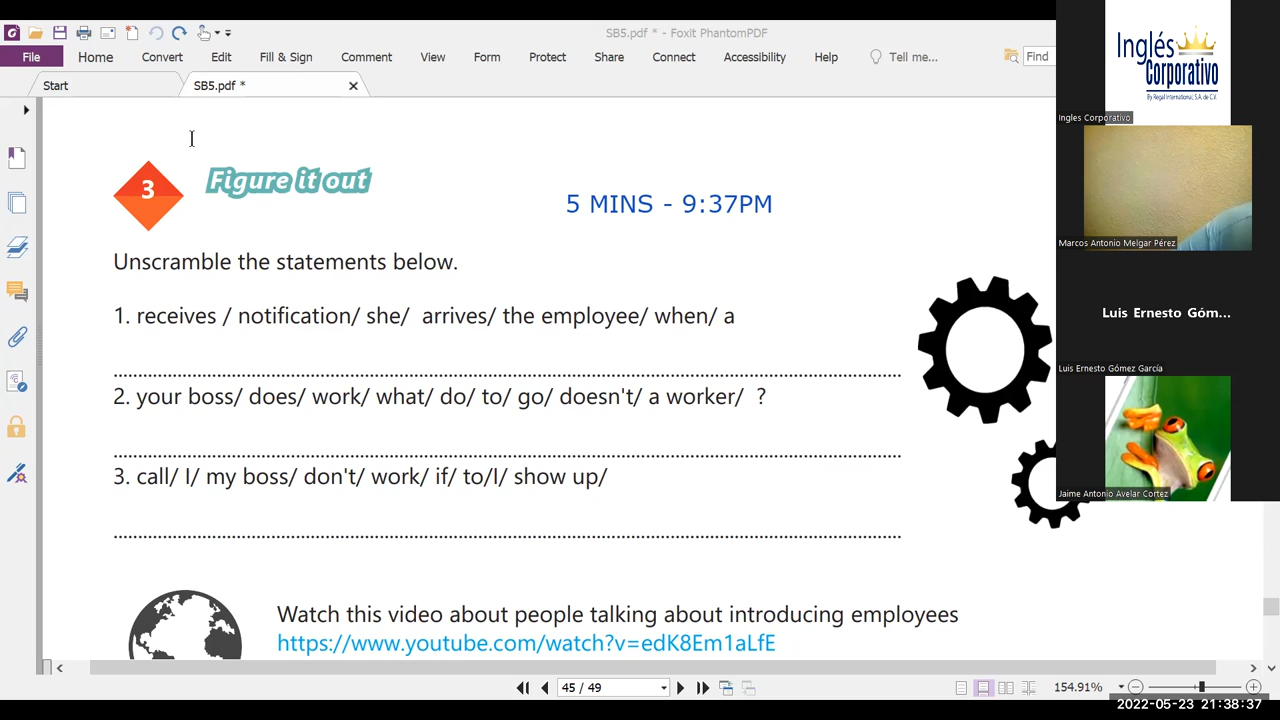 SB5.pdf * - Foxit PhantomPDF
File Home Convert Edit Fill & Sign Comment View Form Protect Share Connect Accessibility Help Tell me... Find
Start SB5.pdf *
3 Figure it out
5 MINS - 9:37PM
Unscramble the statements below.
1. receives / notification/ she/ arrives/ the employee/ when/ a
2. your boss/ does/ work/ what/ do/ to/ go/ doesn't/ a worker/ ?
3. call/ I/ my boss/ don't/ work/ if/ to/I/ show up/
Watch this video about people talking about introducing employees
https://www.youtube.com/watch?v=edK8Em1aLfE
45 / 49
154.91%
Inglés
Corporativo
By Regal International, S.A. de C.V.
Ingles Corporativo
Marcos Antonio Melgar Pérez
Luis Ernesto Góm...
Luis Ernesto Gómez García
Jaime Antonio Avelar Cortez
2022-05-23 21:38:37